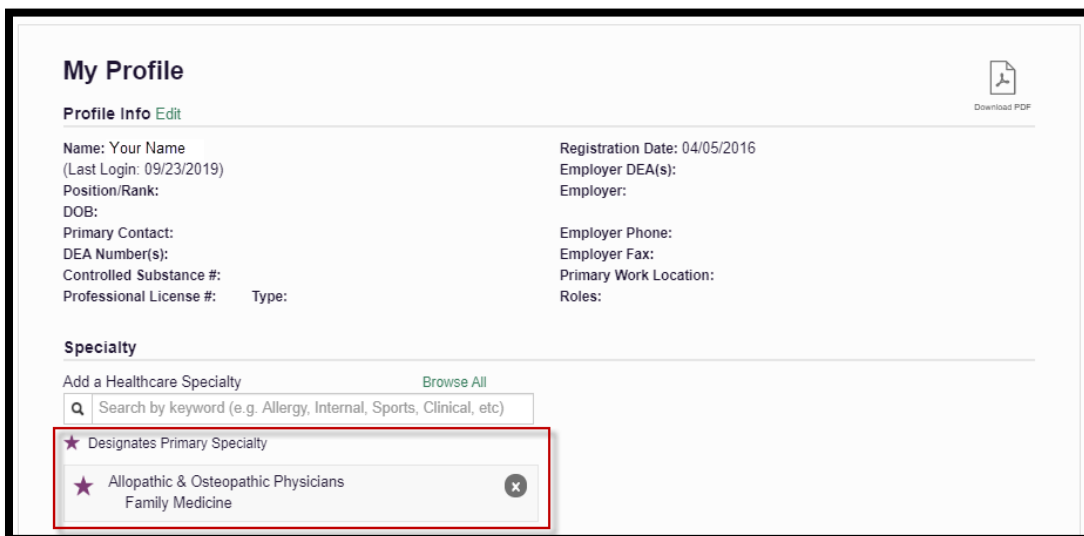 My Profile
Download PDF
Profile Info Edit
Name: Your Name
(Last Login: 09/23/2019)
Position/Rank:
DOB:
Primary Contact:
DEA Number(s):
Controlled Substance #:
Professional License #: Type:
Registration Date: 04/05/2016
Employer DEA(s):
Employer:
Employer Phone:
Employer Fax:
Primary Work Location:
Roles:
Specialty
Add a Healthcare Specialty Browse All
Search by keyword (e.g. Allergy, Internal, Sports, Clinical, etc)
Designates Primary Specialty
Allopathic & Osteopathic Physicians
Family Medicine